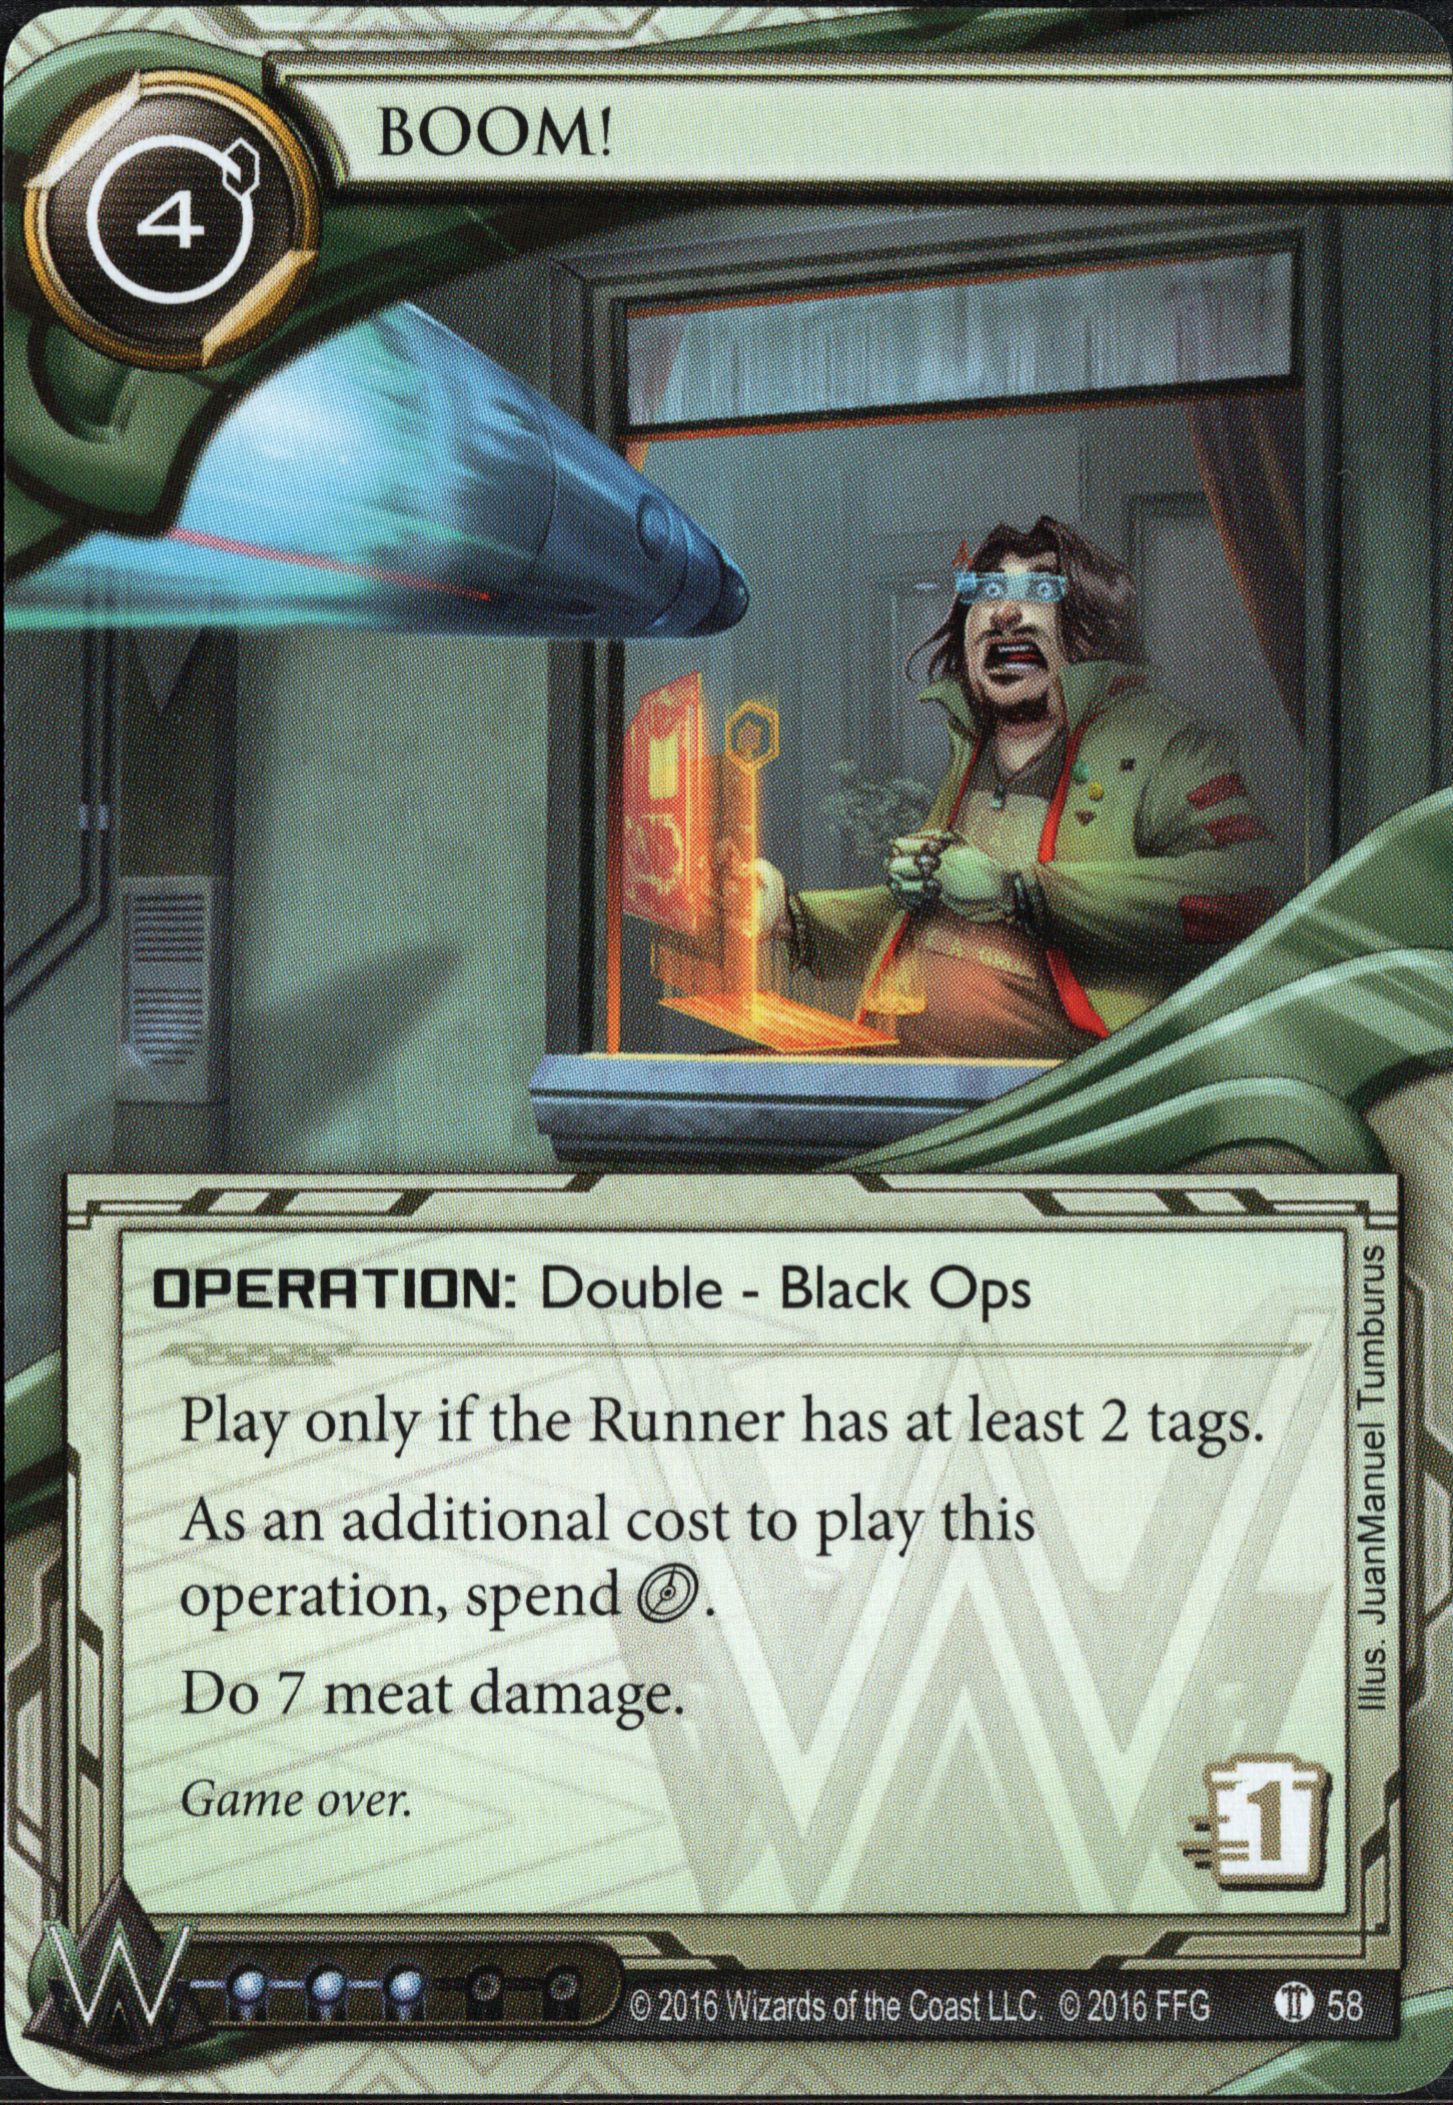 BOOM!
4
OPERATION: Double - Black Ops
Play only if the Runner has at least 2 tags.
As an additional cost to play this
operation, spend .
Do 7 meat damage.
Game over.
1
Illus. JuanManuel Tumburus
W
© 2016 Wizards of the Coast LLC. © 2016 FFG
58